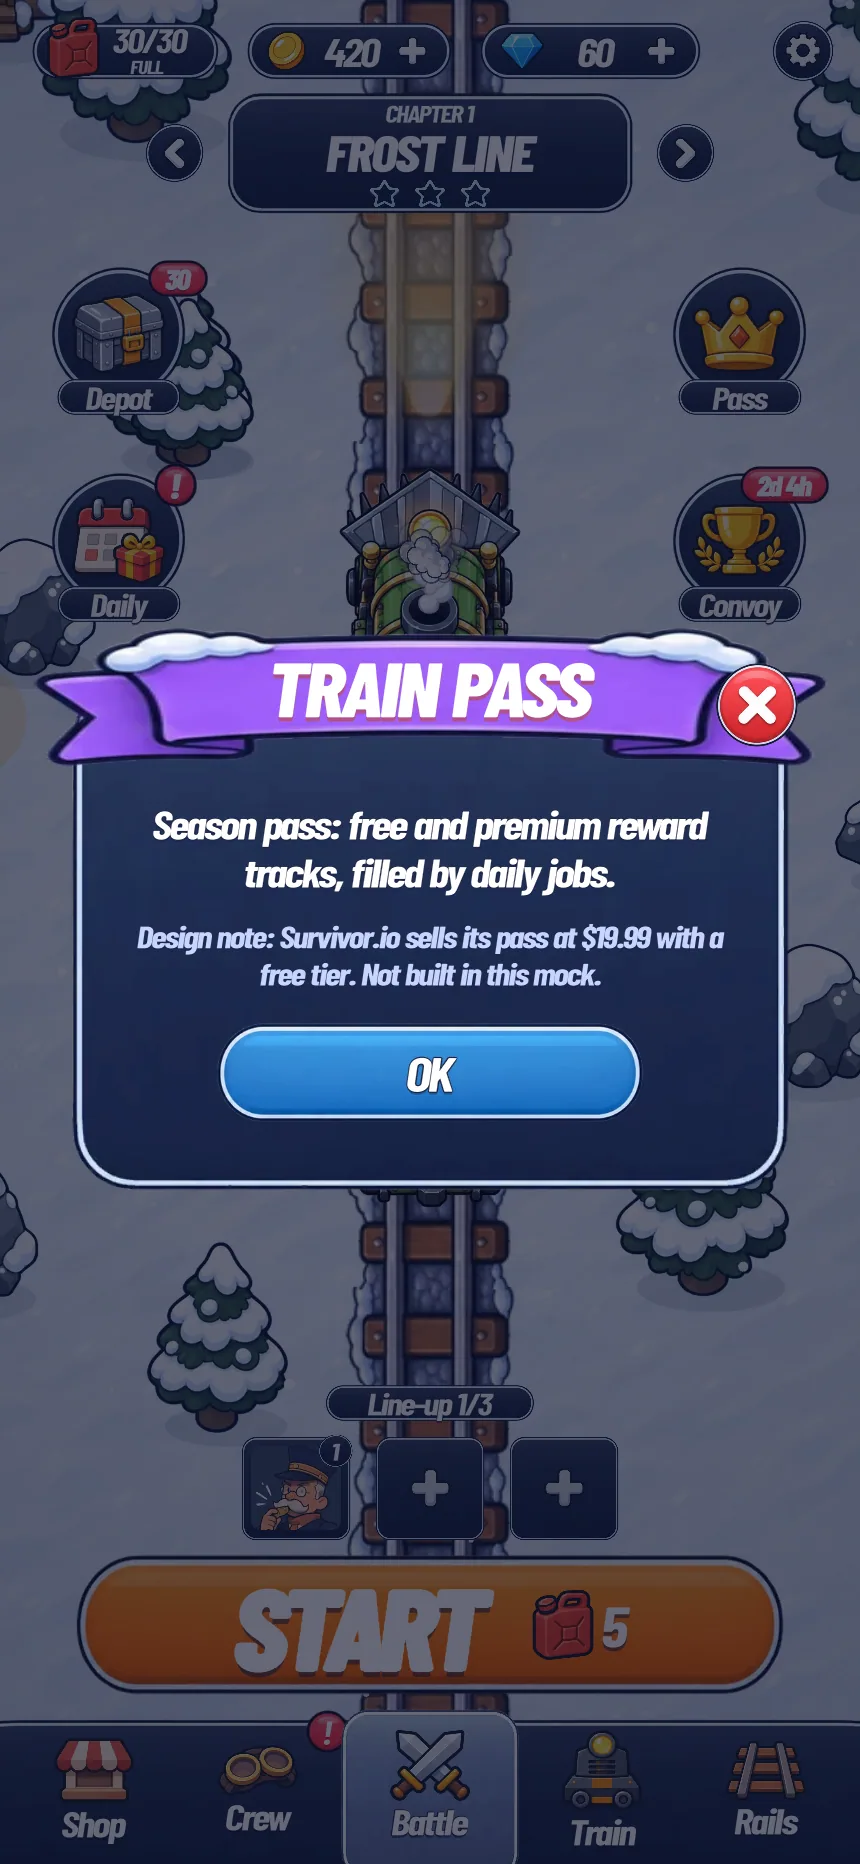 30/30
FULL
420
60
CHAPTER 1
FROST LINE
30
Depot
Pass
!
Daily
2d 4h
Convoy
TRAIN PASS
Season pass: free and premium reward
tracks, filled by daily jobs.
Design note: Survivor.io sells its pass at $19.99 with a
free tier. Not built in this mock.
OK
Line-up 1/3
1
START
5
!
Shop
Crew
Battle
Train
Rails